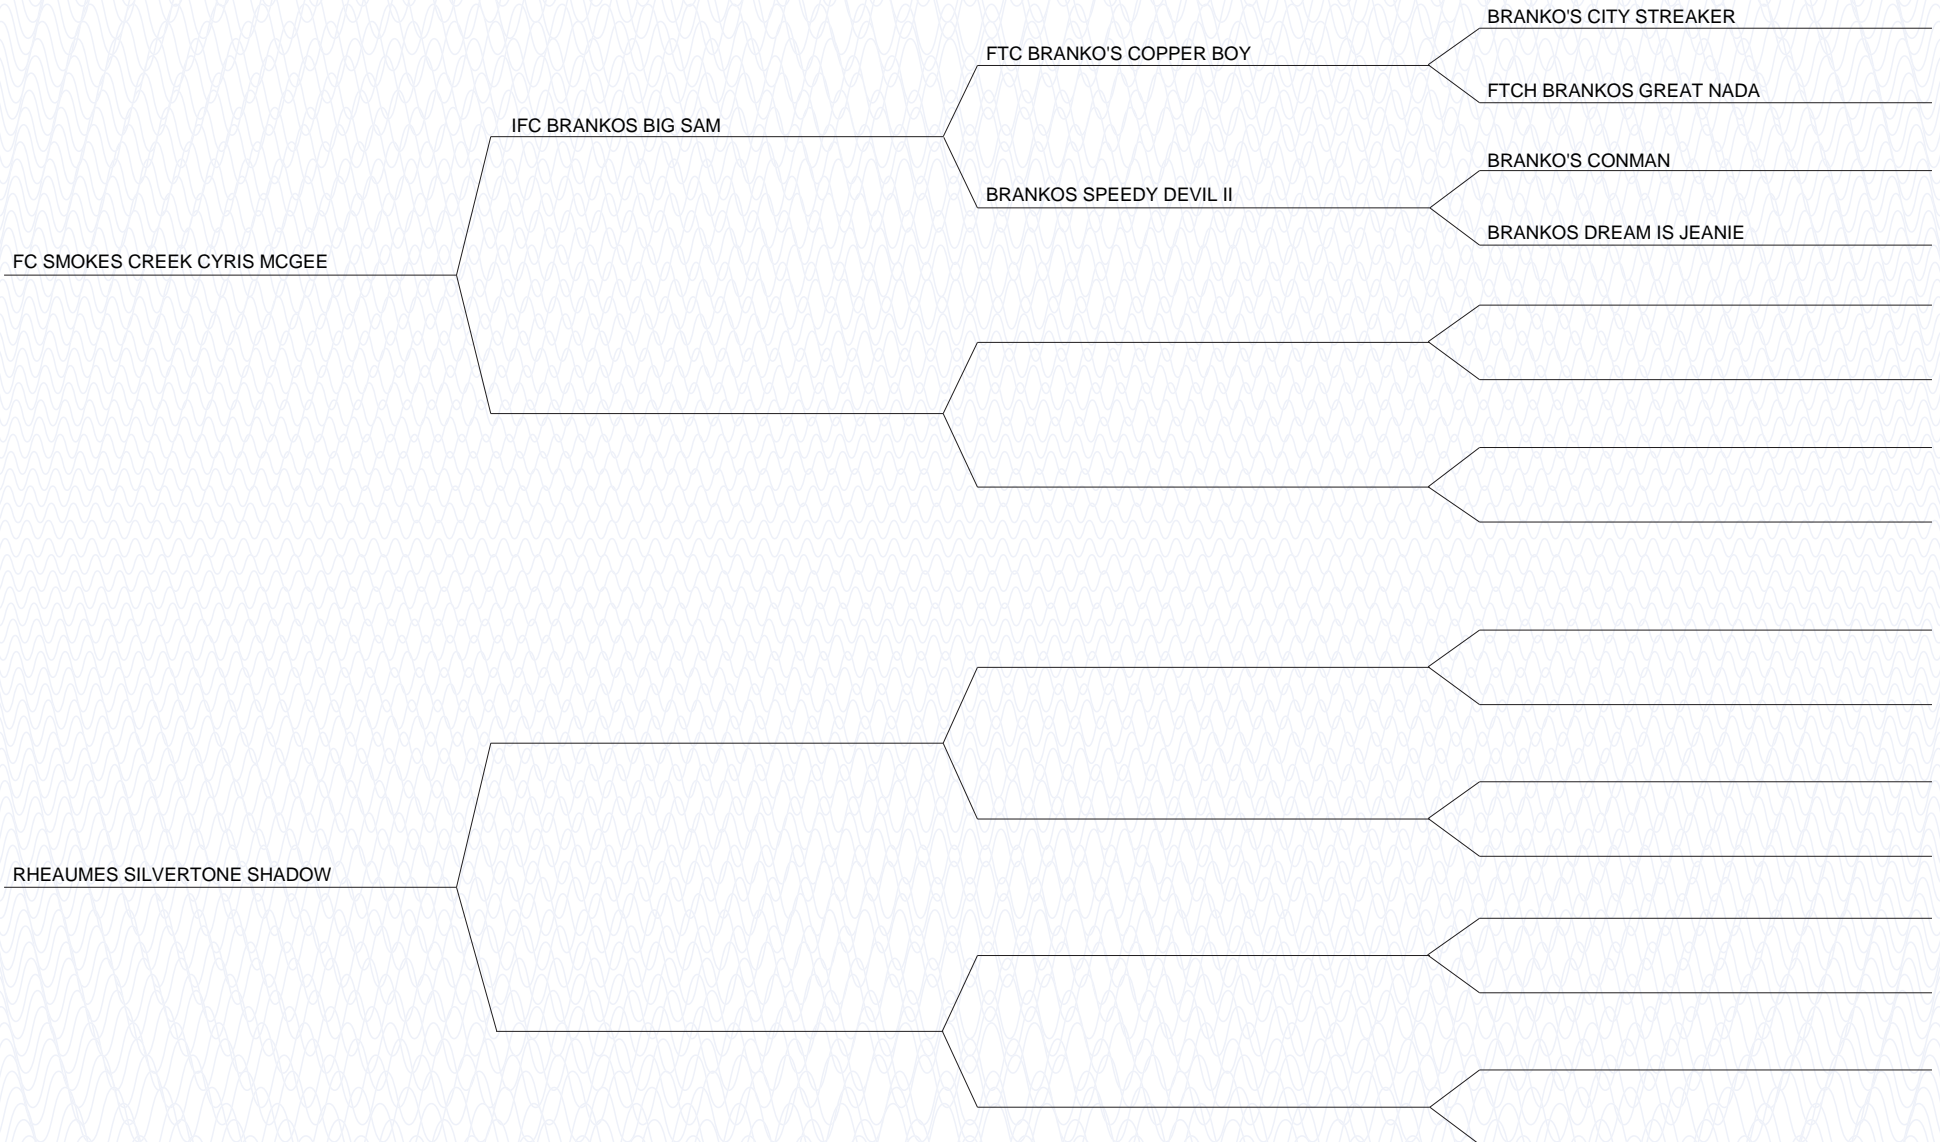 BRANKO'S CITY STREAKER
FTC BRANKO'S COPPER BOY
FTCH BRANKOS GREAT NADA
IFC BRANKOS BIG SAM
BRANKO'S CONMAN
BRANKOS SPEEDY DEVIL II
BRANKOS DREAM IS JEANIE
FC SMOKES CREEK CYRIS MCGEE
RHEAUMES SILVERTONE SHADOW